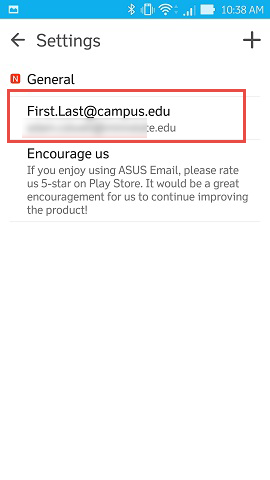 10:38 AM
Settings
N General
First.Last@campus.edu
e.edu
Encourage us
If you enjoy using ASUS Email, please rate
us 5-star on Play Store. It would be a great
encouragement for us to continue improving
the product!